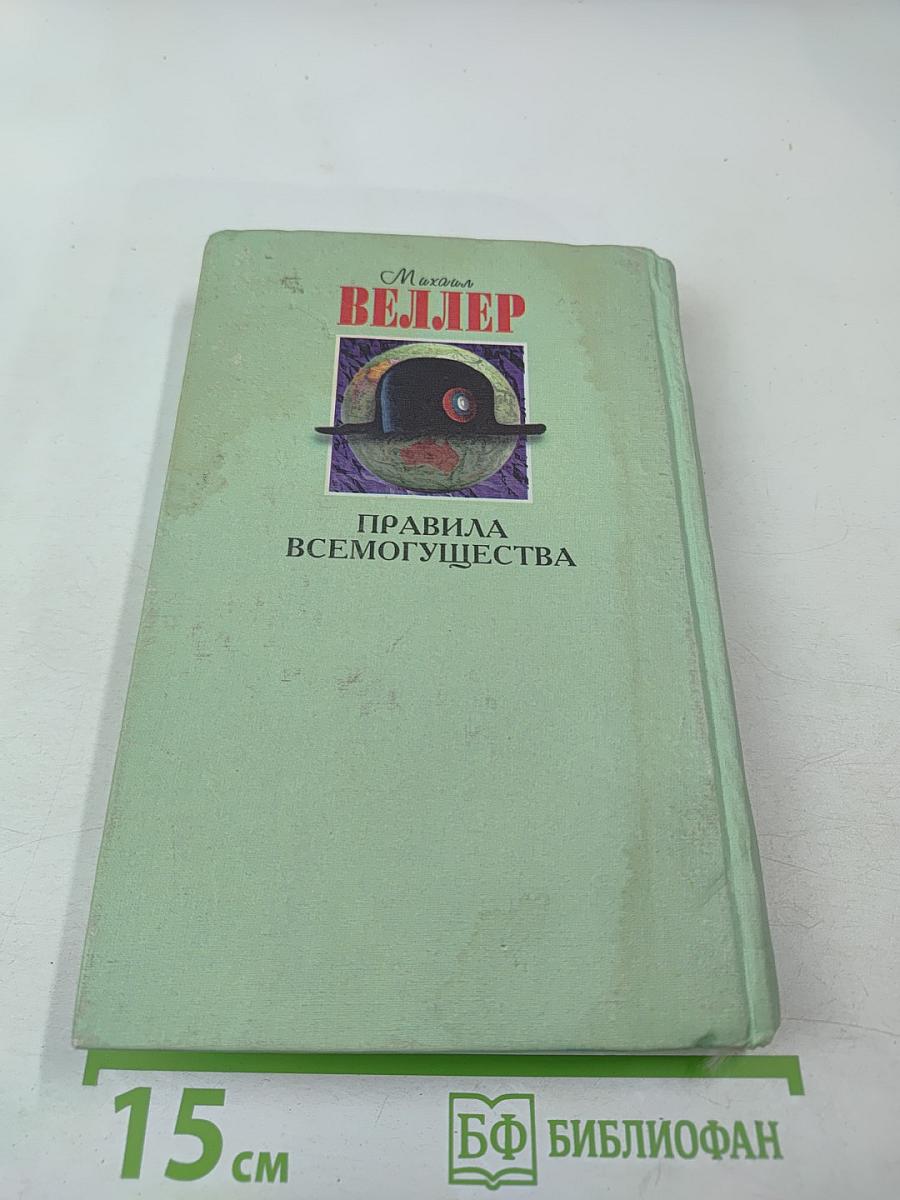 Михаил
ВЕЛЛЕР
ПРАВИЛА
ВСЕМОГУЩЕСТВА
15 см
БФ БИБЛИОФАН